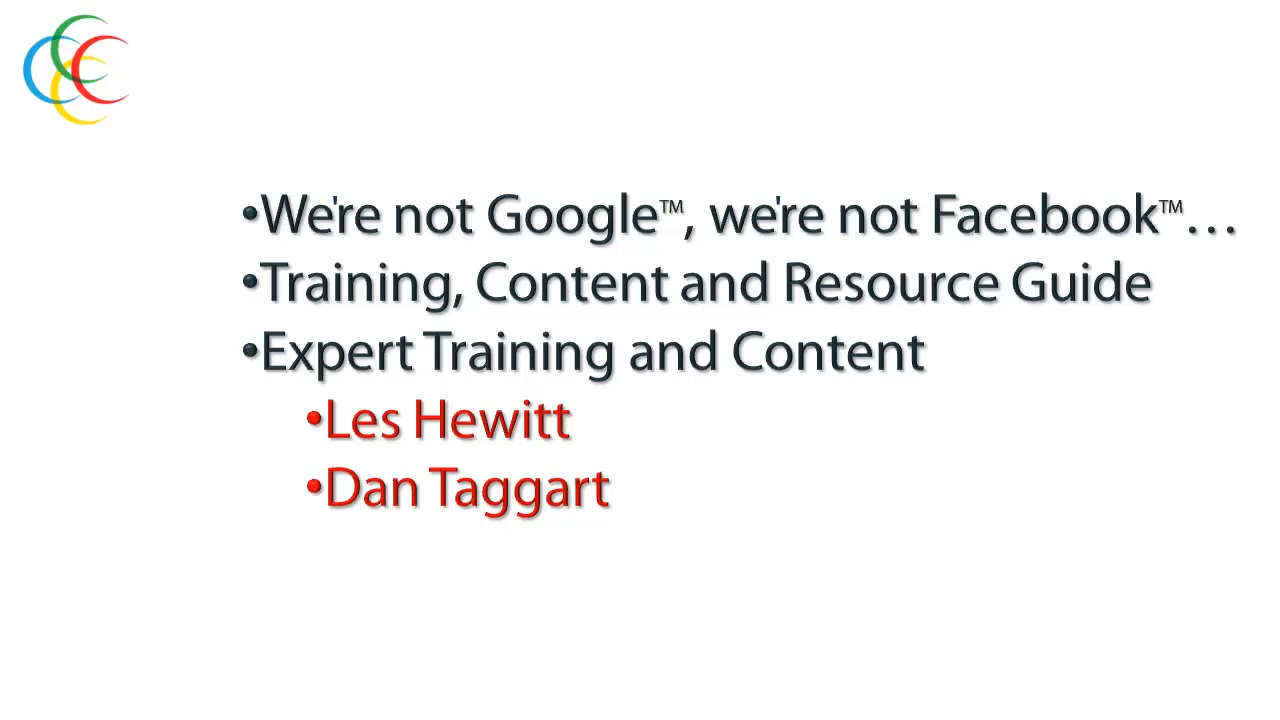 •We're not Google™, we're not Facebook™…
•Training, Content and Resource Guide
•Expert Training and Content
•Les Hewitt
•Dan Taggart